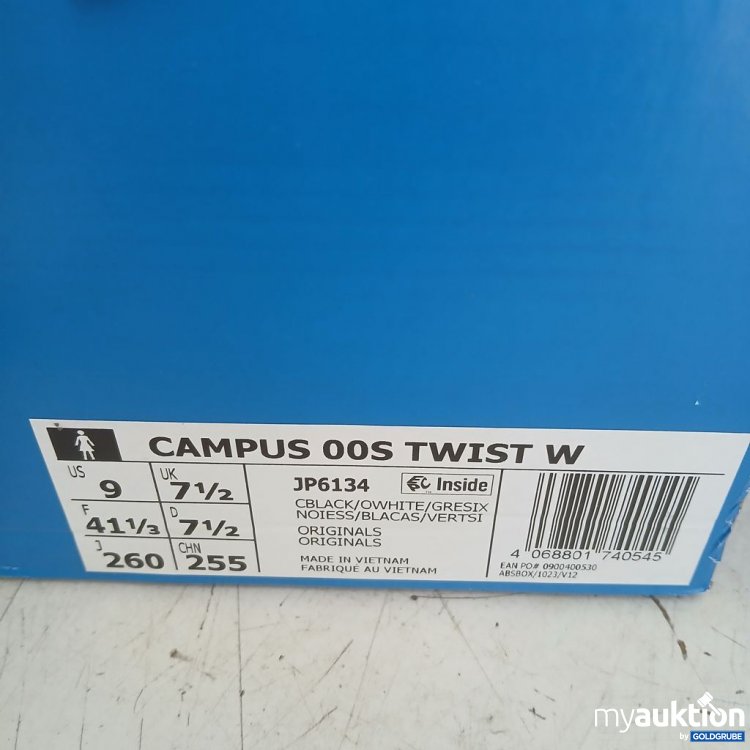 CAMPUS 00S TWIST W
US 9 UK 7½
F 41⅓ D 7½
J 260 CHN 255
JP6134 Inside
CBLACK/OWHITE/GRESIX
NOIESS/BLACAS/VERTSI
ORIGINALS
ORIGINALS
MADE IN VIETNAM
FABRIQUÉ AU VIETNAM
4 068801 740545
EAN PO# 0900400530
ABSBOX/1023/V12
myauktion
by GOLDGRUBE